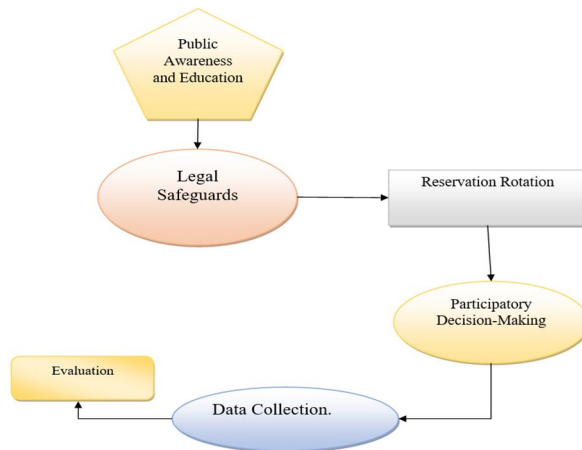 Public
Awareness
and Education
Legal
Safeguards
Reservation Rotation
Participatory
Decision-Making
Evaluation
Data Collection.